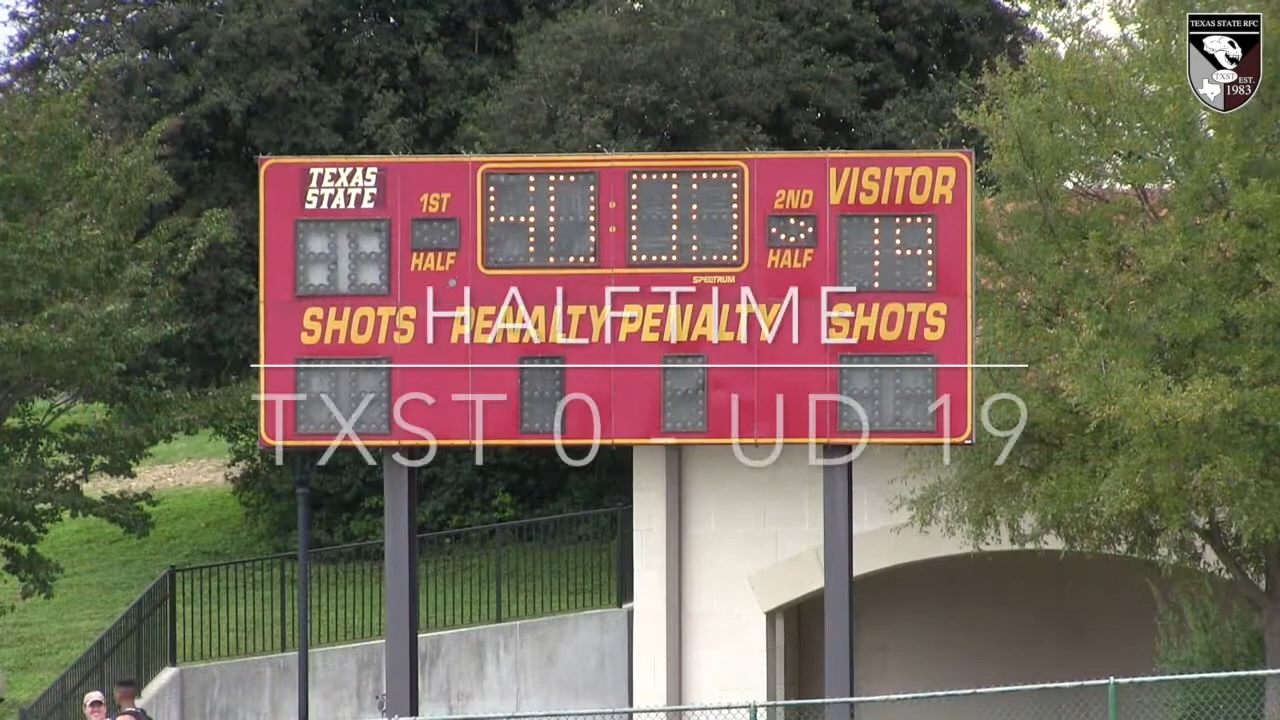 TEXAS STATE RFC
TXST
EST.
1983
TEXAS
STATE
1ST
HALF
40:00
2ND
HALF
VISITOR
19
SPECTRUM
SHOTS
PENALTY
PENALTY
SHOTS
HALFTIME
TXST 0 - UD 19